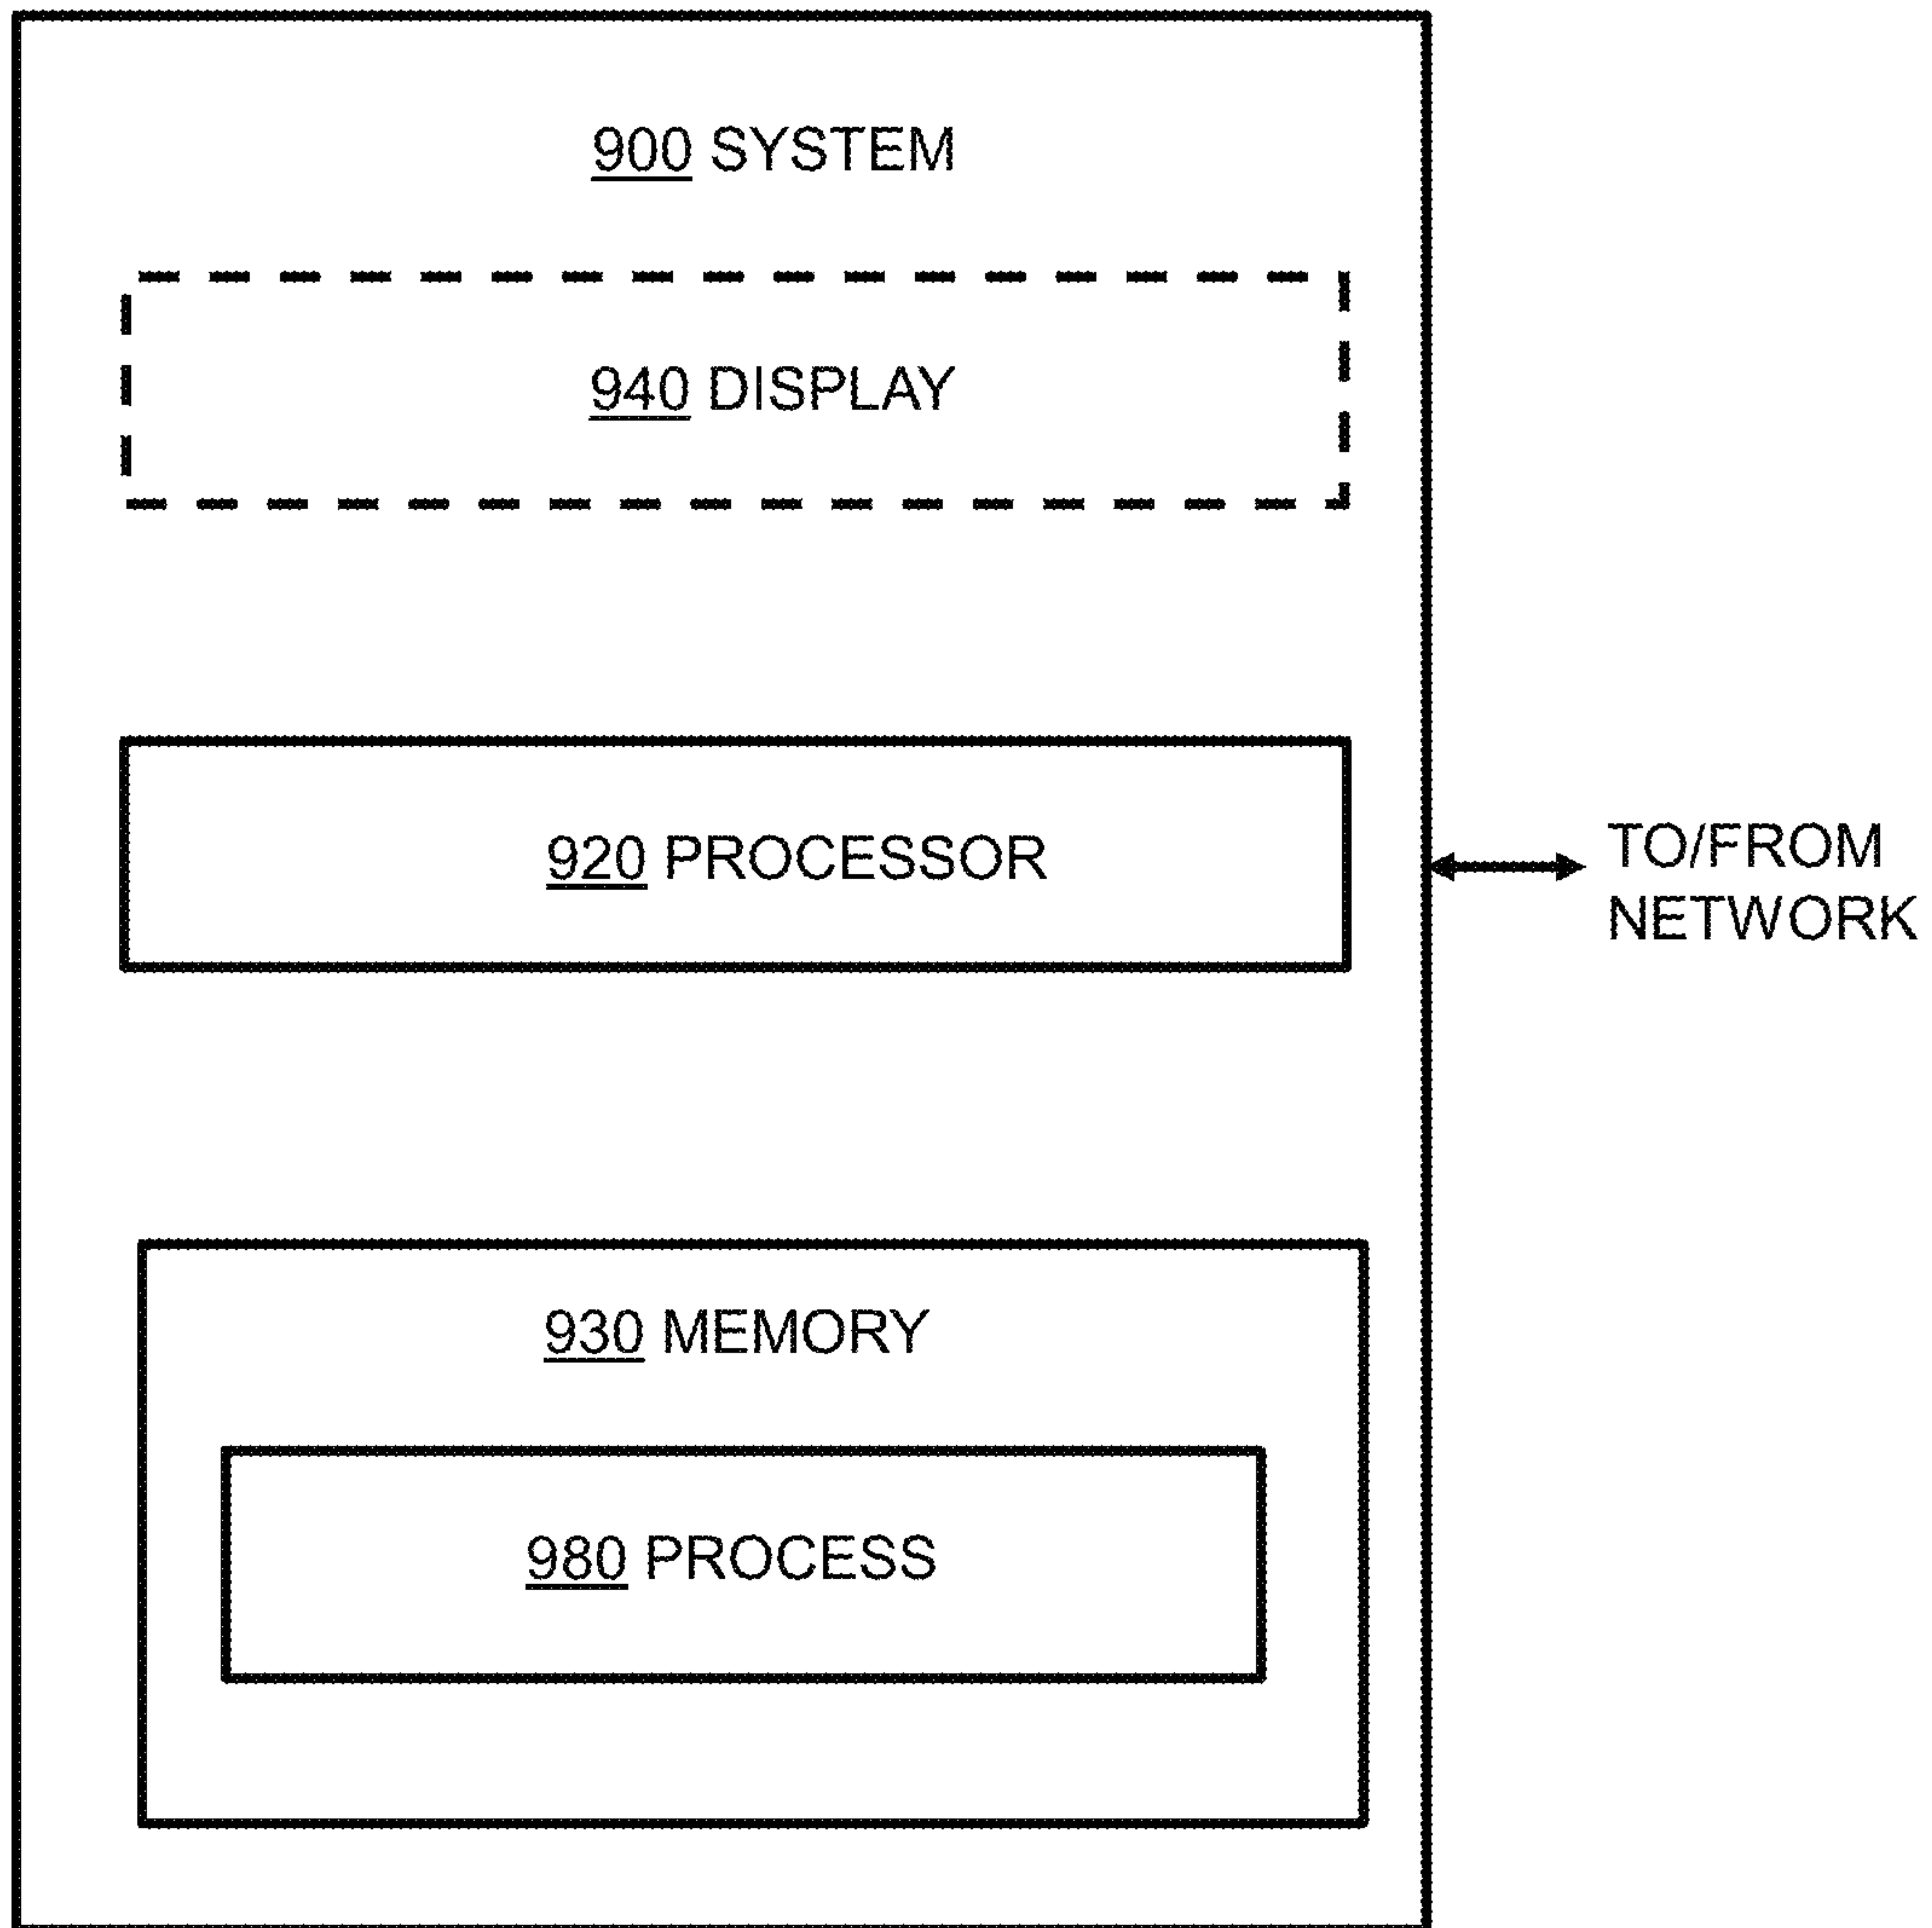 900 SYSTEM
940 DISPLAY
920 PROCESSOR
TO/FROM
NETWORK
930 MEMORY
980 PROCESS